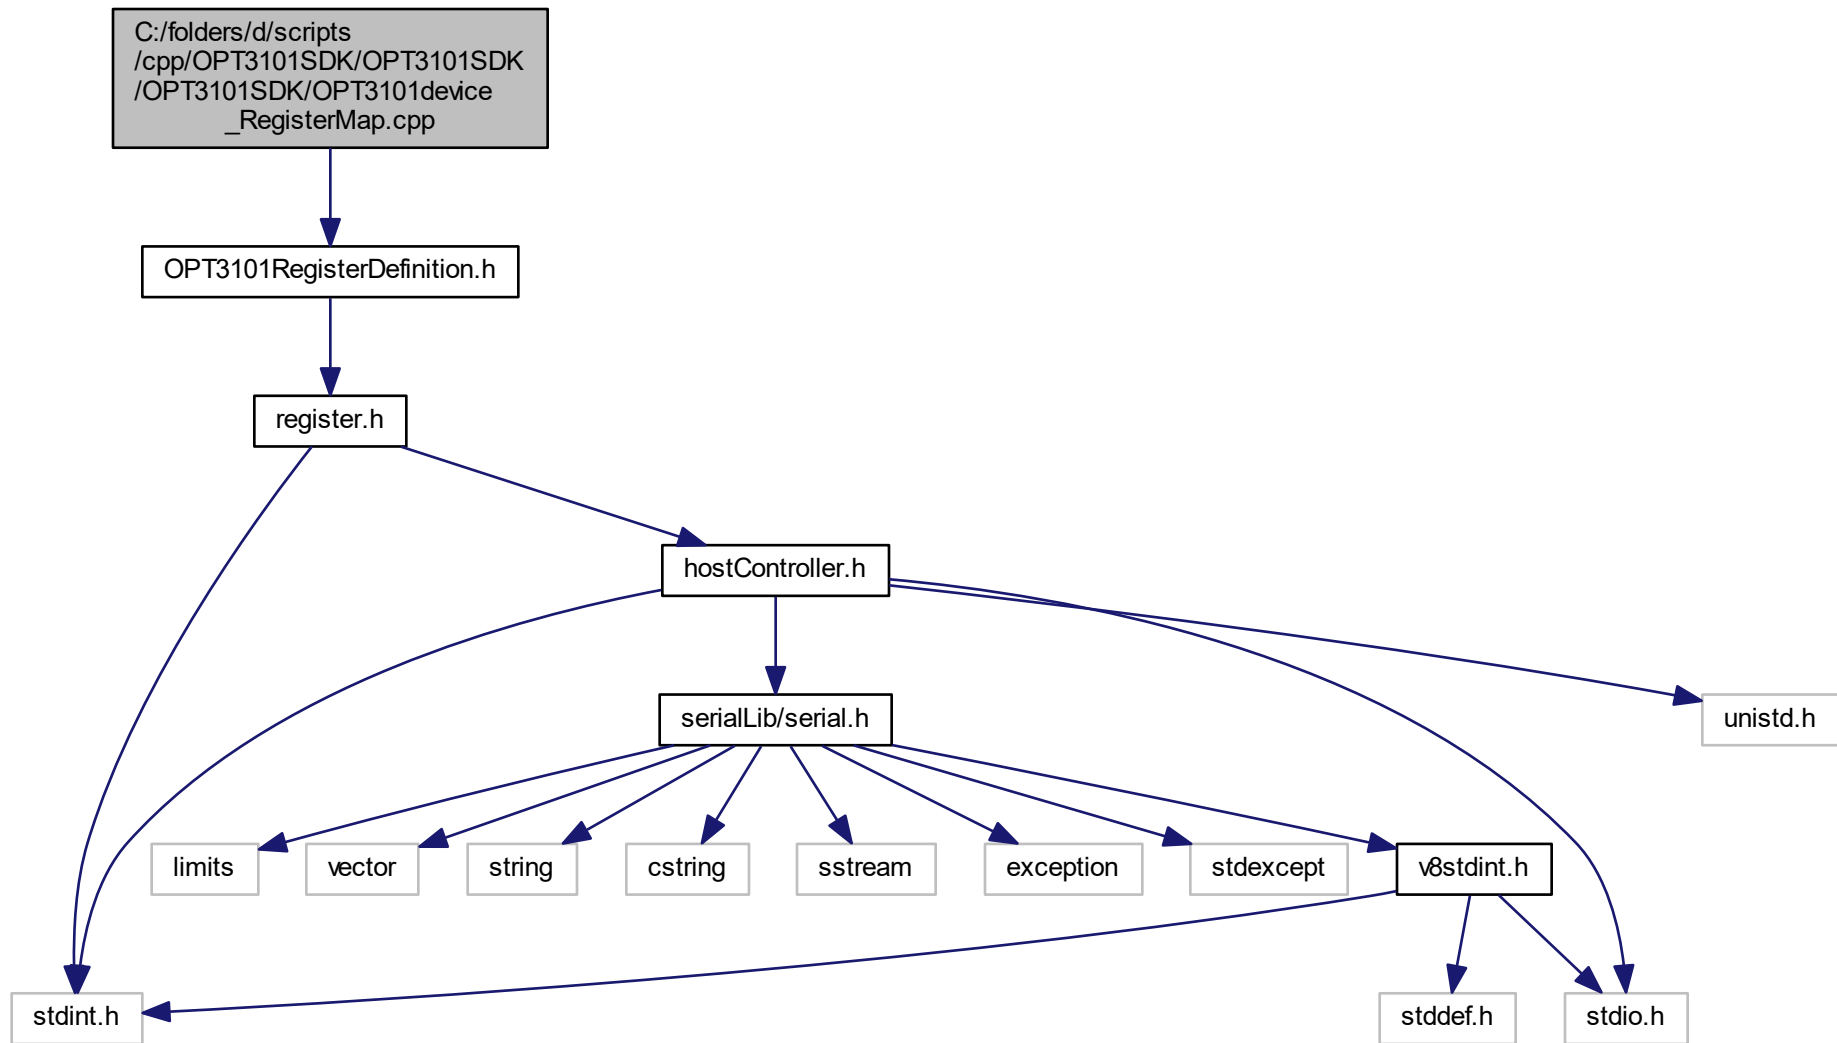 C:/folders/d/scripts
/cpp/OPT3101SDK/OPT3101SDK
/OPT3101SDK/OPT3101device
_RegisterMap.cpp
OPT3101RegisterDefinition.h
register.h
hostController.h
serialLib/serial.h
unistd.h
limits
vector
string
cstring
sstream
exception
stdexcept
v8stdint.h
stdint.h
stddef.h
stdio.h